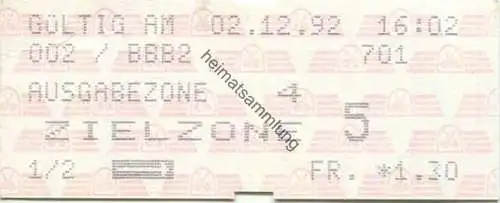 GÜLTIG AM 02.12.92 16:02
002 / BBB2 701
AUSGABEZONE 4
ZIELZONE 5
1/2 FR. *1.30
heimatsammlung.de